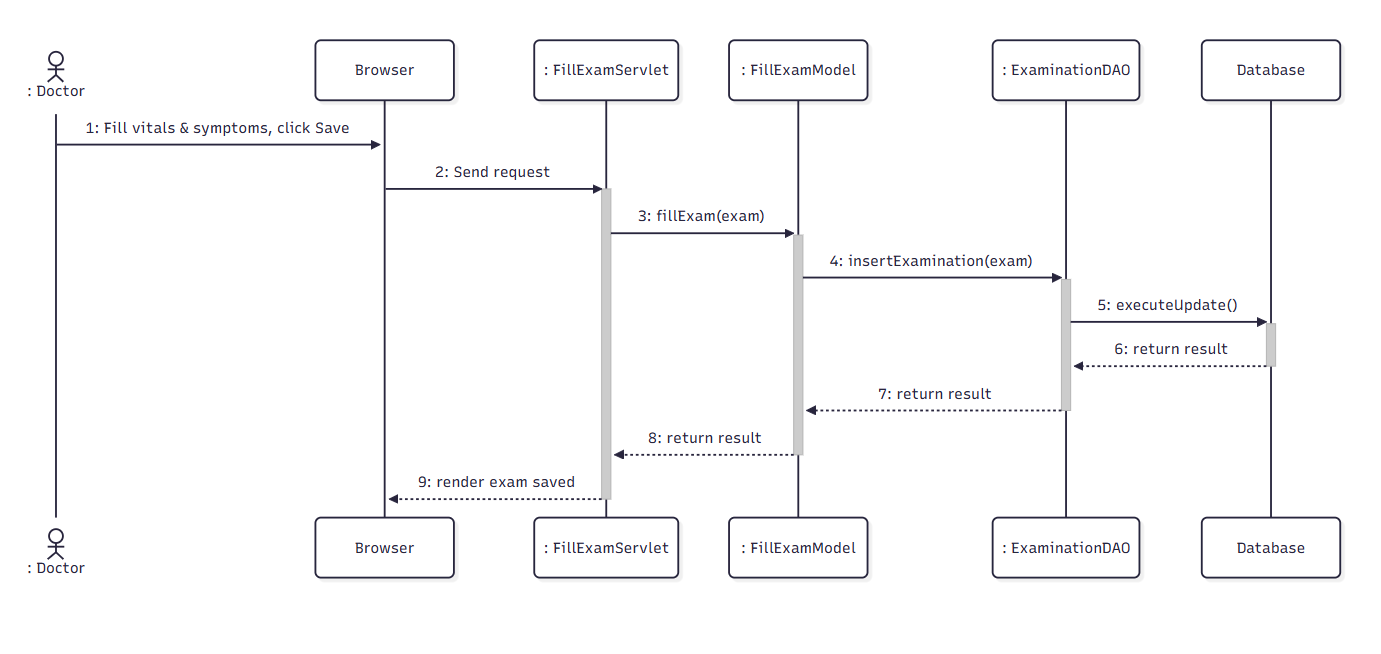 : Doctor
Browser
: FillExamServlet
: FillExamModel
: ExaminationDAO
Database
1: Fill vitals & symptoms, click Save
2: Send request
3: fillExam(exam)
4: insertExamination(exam)
5: executeUpdate()
6: return result
7: return result
8: return result
9: render exam saved
: Doctor
Browser
: FillExamServlet
: FillExamModel
: ExaminationDAO
Database